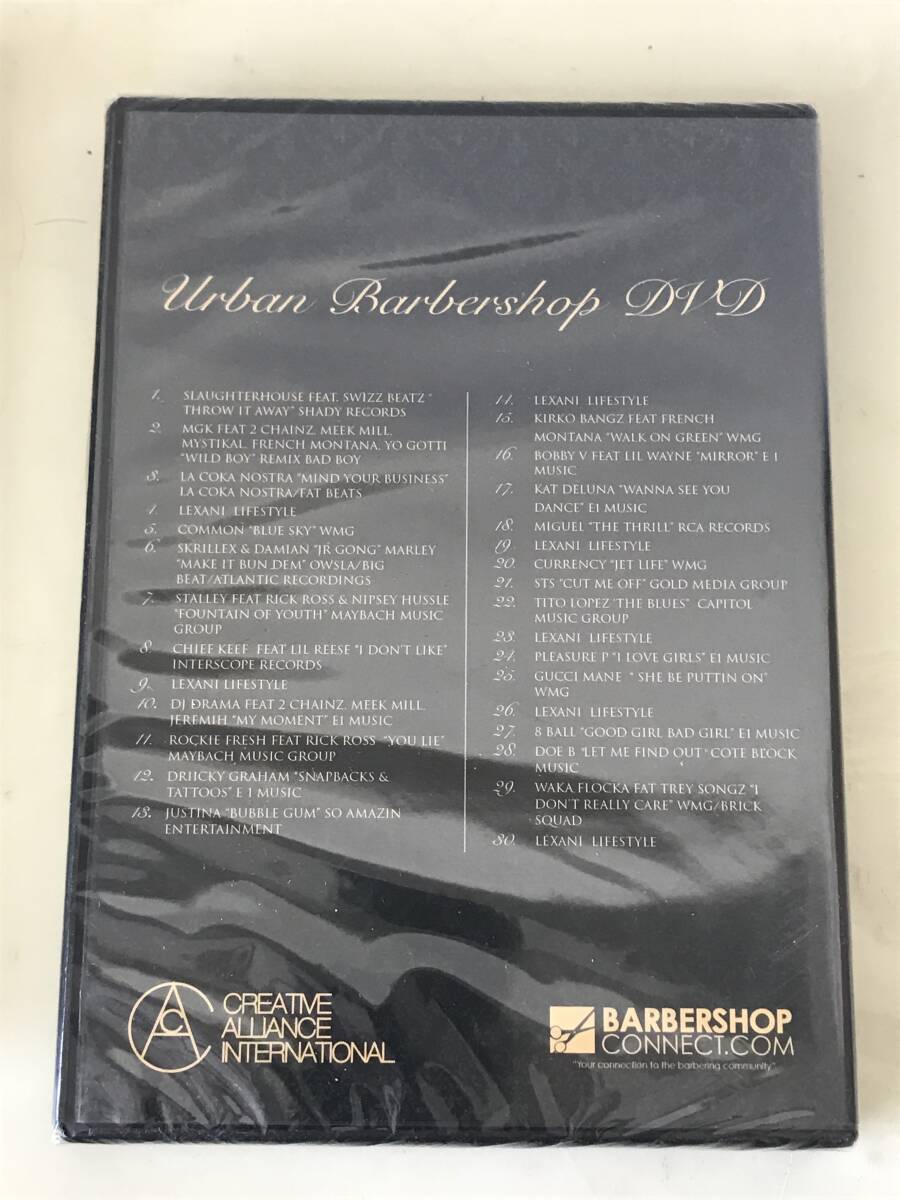 Urban Barbershop DVD
1. SLAUGHTERHOUSE FEAT. SWIZZ BEATZ "
THROW IT AWAY" SHADY RECORDS
2. MGK FEAT 2 CHAINZ, MEEK MILL,
MYSTIKAL, FRENCH MONTANA, YO GOTTI
"WILD BOY" REMIX BAD BOY
3. LA COKA NOSTRA "MIND YOUR BUSINESS"
LA COKA NOSTRA/FAT BEATS
4. LEXANI LIFESTYLE
5. COMMON "BLUE SKY" WMG
6. SKRILLEX & DAMIAN "JR GONG" MARLEY
"MAKE IT BUN DEM" OWSLA/BIG
BEAT/ATLANTIC RECORDINGS
7. STALLEY FEAT RICK ROSS & NIPSEY HUSSLE
"FOUNTAIN OF YOUTH" MAYBACH MUSIC
GROUP
8. CHIEF KEEF FEAT LIL REESE "I DON'T LIKE"
INTERSCOPE RECORDS
9. LEXANI LIFESTYLE
10. DJ DRAMA FEAT 2 CHAINZ, MEEK MILL,
JEREMIH "MY MOMENT" E1 MUSIC
11. ROCKIE FRESH FEAT RICK ROSS "YOU LIE"
MAYBACH MUSIC GROUP
12. DRIICKY GRAHAM "SNAPBACKS &
TATTOOS" E 1 MUSIC
13. JUSTINA "BUBBLE GUM" SO AMAZIN
ENTERTAINMENT
14. LEXANI LIFESTYLE
15. KIRKO BANGZ FEAT FRENCH
MONTANA "WALK ON GREEN" WMG
16. BOBBY V FEAT LIL WAYNE "MIRROR" E 1
MUSIC
17. KAT DELUNA "WANNA SEE YOU
DANCE" E1 MUSIC
18. MIGUEL "THE THRILL" RCA RECORDS
19. LEXANI LIFESTYLE
20. CURRENCY "JET LIFE" WMG
21. STS "CUT ME OFF" GOLD MEDIA GROUP
22. TITO LOPEZ "THE BLUES" CAPITOL
MUSIC GROUP
23. LEXANI LIFESTYLE
24. PLEASURE P "I LOVE GIRLS" E1 MUSIC
25. GUCCI MANE " SHE BE PUTTIN ON"
WMG
26. LEXANI LIFESTYLE
27. 8 BALL "GOOD GIRL BAD GIRL" E1 MUSIC
28. DOE B "LET ME FIND OUT" COTE BLOCK
MUSIC
29. WAKA FLOCKA FAT TREY SONGZ "I
DON'T REALLY CARE" WMG/BRICK
SQUAD
30. LEXANI LIFESTYLE
CREATIVE
ALLIANCE
INTERNATIONAL
BARBERSHOP
CONNECT.COM
"Your connection to the barbering community"